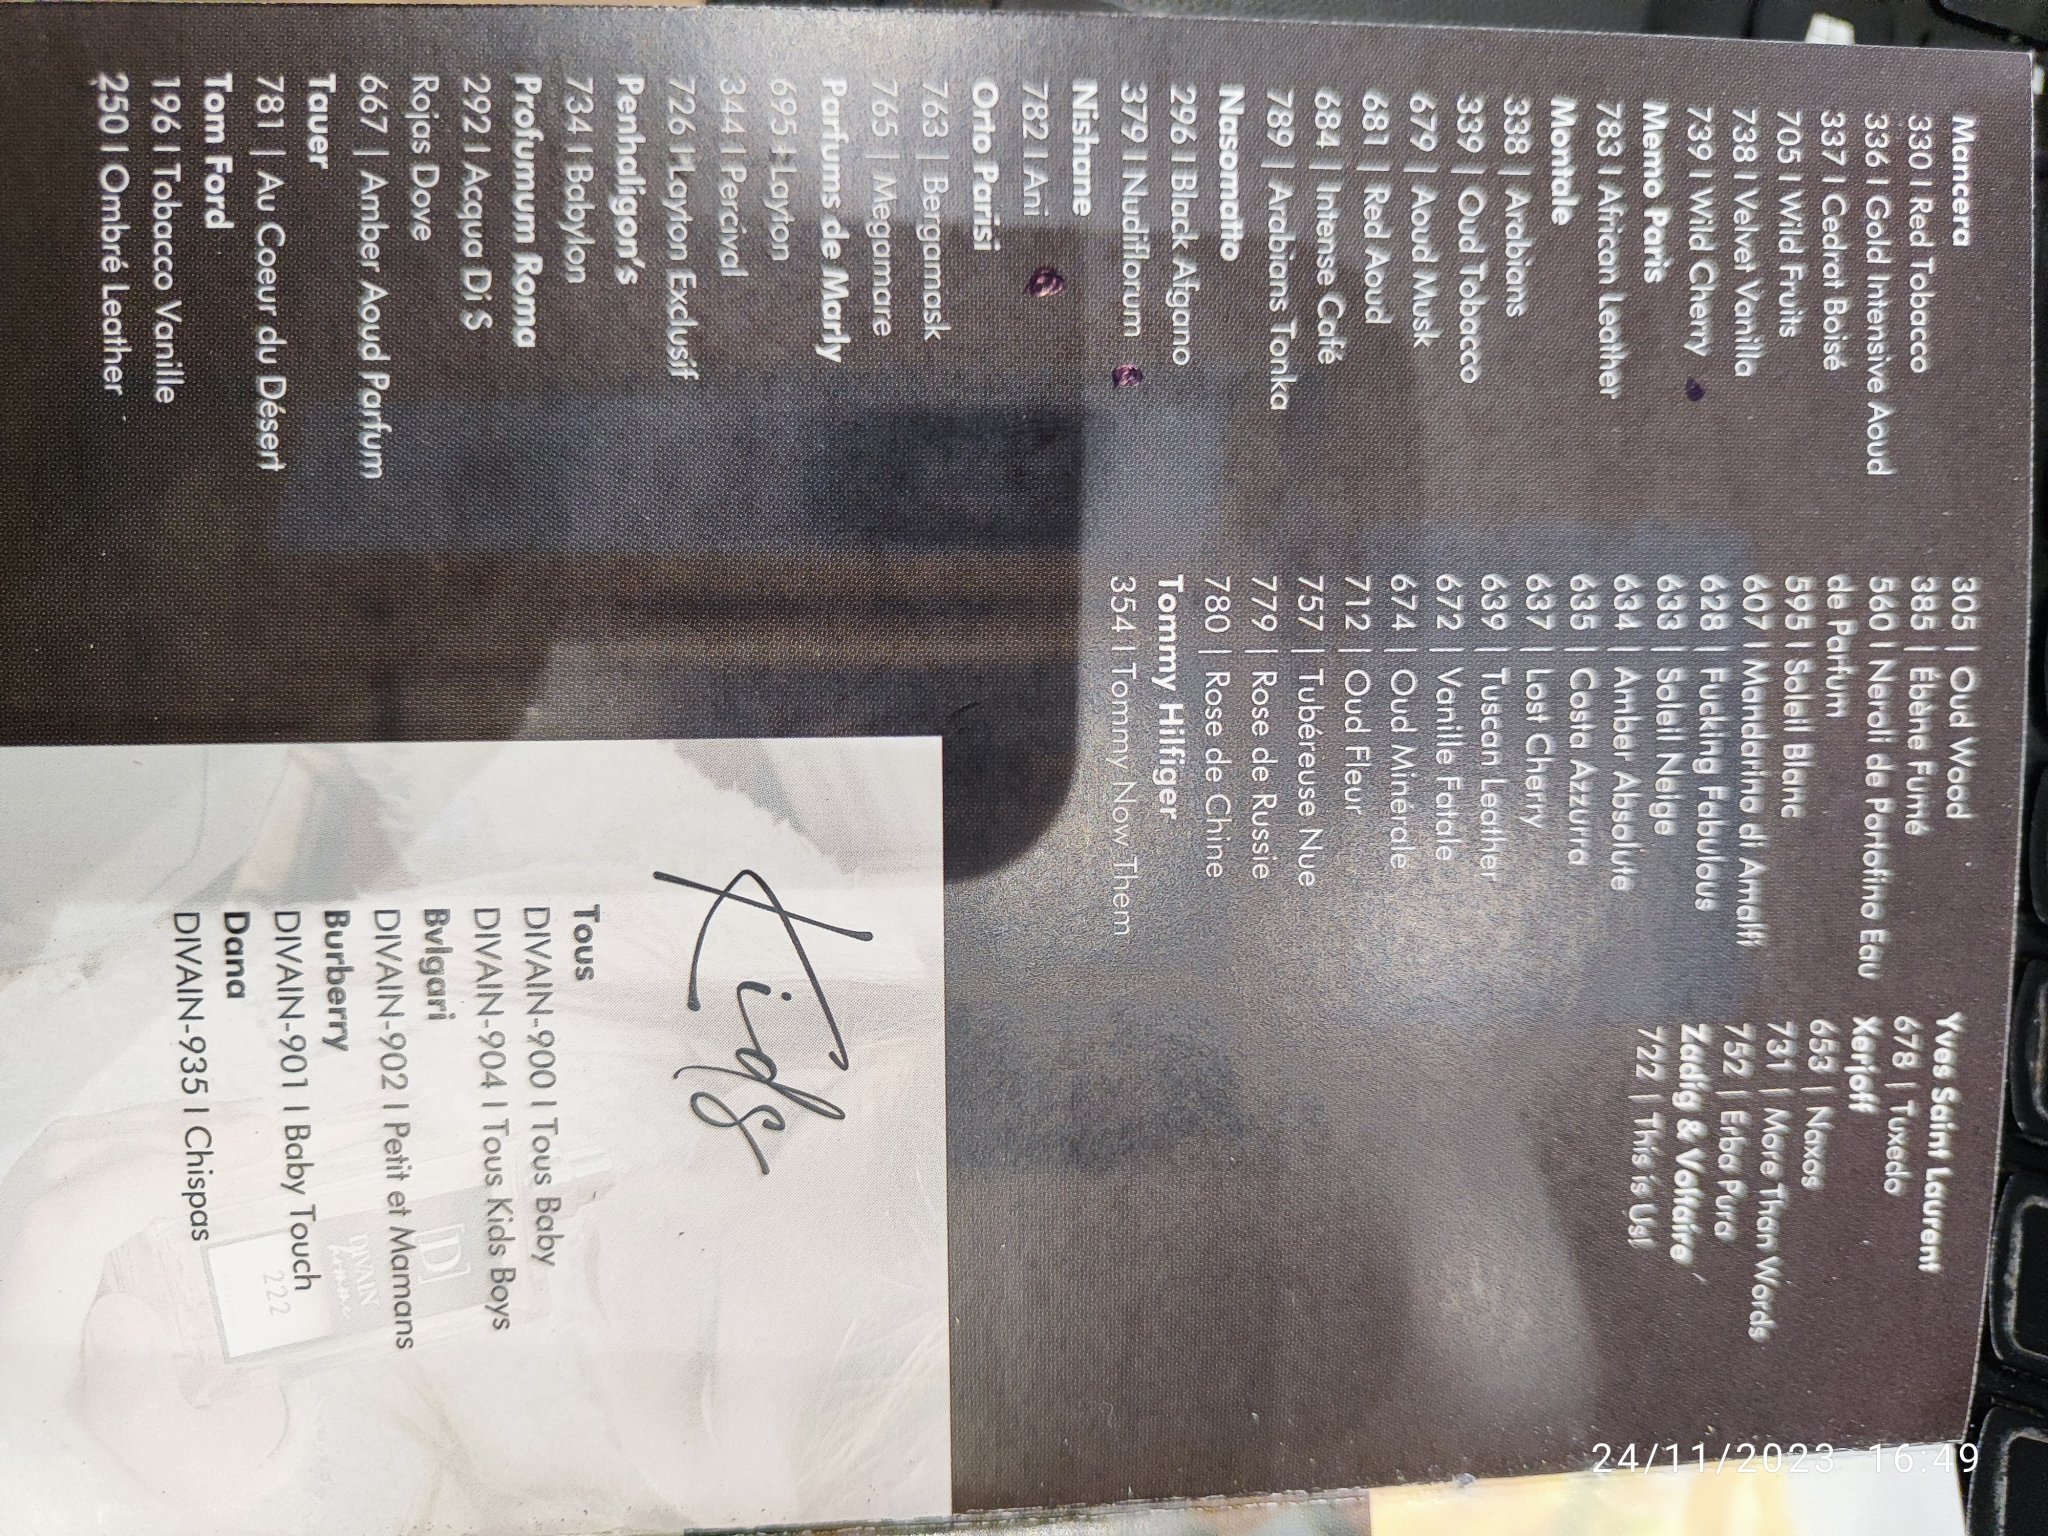 Mancera
330 | Red Tobacco
336 | Gold Intensive Aoud
337 | Cedrat Boisé
705 | Wild Fruits
738 | Velvet Vanilla
739 | Wild Cherry
Memo Paris
783 | African Leather
Montale
338 | Arabians
339 | Oud Tobacco
679 | Aoud Musk
681 | Red Aoud
684 | Intense Café
789 | Arabians Tonka
Nasomatto
296 | Black Afgano
379 | Nudiflorum
Nishane
782 | Ani
Orto Parisi
763 | Bergamask
765 | Megamare
Parfums de Marly
695 | Layton
344 | Percival
726 | Layton Exclusif
Penhaligon's
734 | Babylon
Profumum Roma
292 | Acqua Di S
Rojas Dove
667 | Amber Aoud Parfum
Tauer
781 | Au Coeur du Désert
Tom Ford
196 | Tobacco Vanille
250 | Ombré Leather
305 | Oud Wood
385 | Ébène Fumé
560 | Neroli de Portofino Eau
de Parfum
595 | Soleil Blanc
607 | Mandarino di Amalfi
628 | Fucking Fabulous
633 | Soleil Neige
634 | Amber Absolute
635 | Costa Azzurra
637 | Lost Cherry
639 | Tuscan Leather
672 | Vanille Fatale
674 | Oud Minérale
712 | Oud Fleur
757 | Tubéreuse Nue
779 | Rose de Russie
780 | Rose de Chine
Tommy Hilfiger
354 | Tommy Now Them
Yves Saint Laurent
678 | Tuxedo
Xerjoff
653 | Naxos
731 | More Than Words
752 | Erba Pura
Zadig & Voltaire
722 | This is Us!
Kids
Tous
DIVAIN-900 | Tous Baby
DIVAIN-904 | Tous Kids Boys
Bvlgari
DIVAIN-902 | Petit et Mamans
Burberry
DIVAIN-901 | Baby Touch
Dana
DIVAIN-935 | Chispas
[D]
DIVAIN
222
24/11/2023 16:49